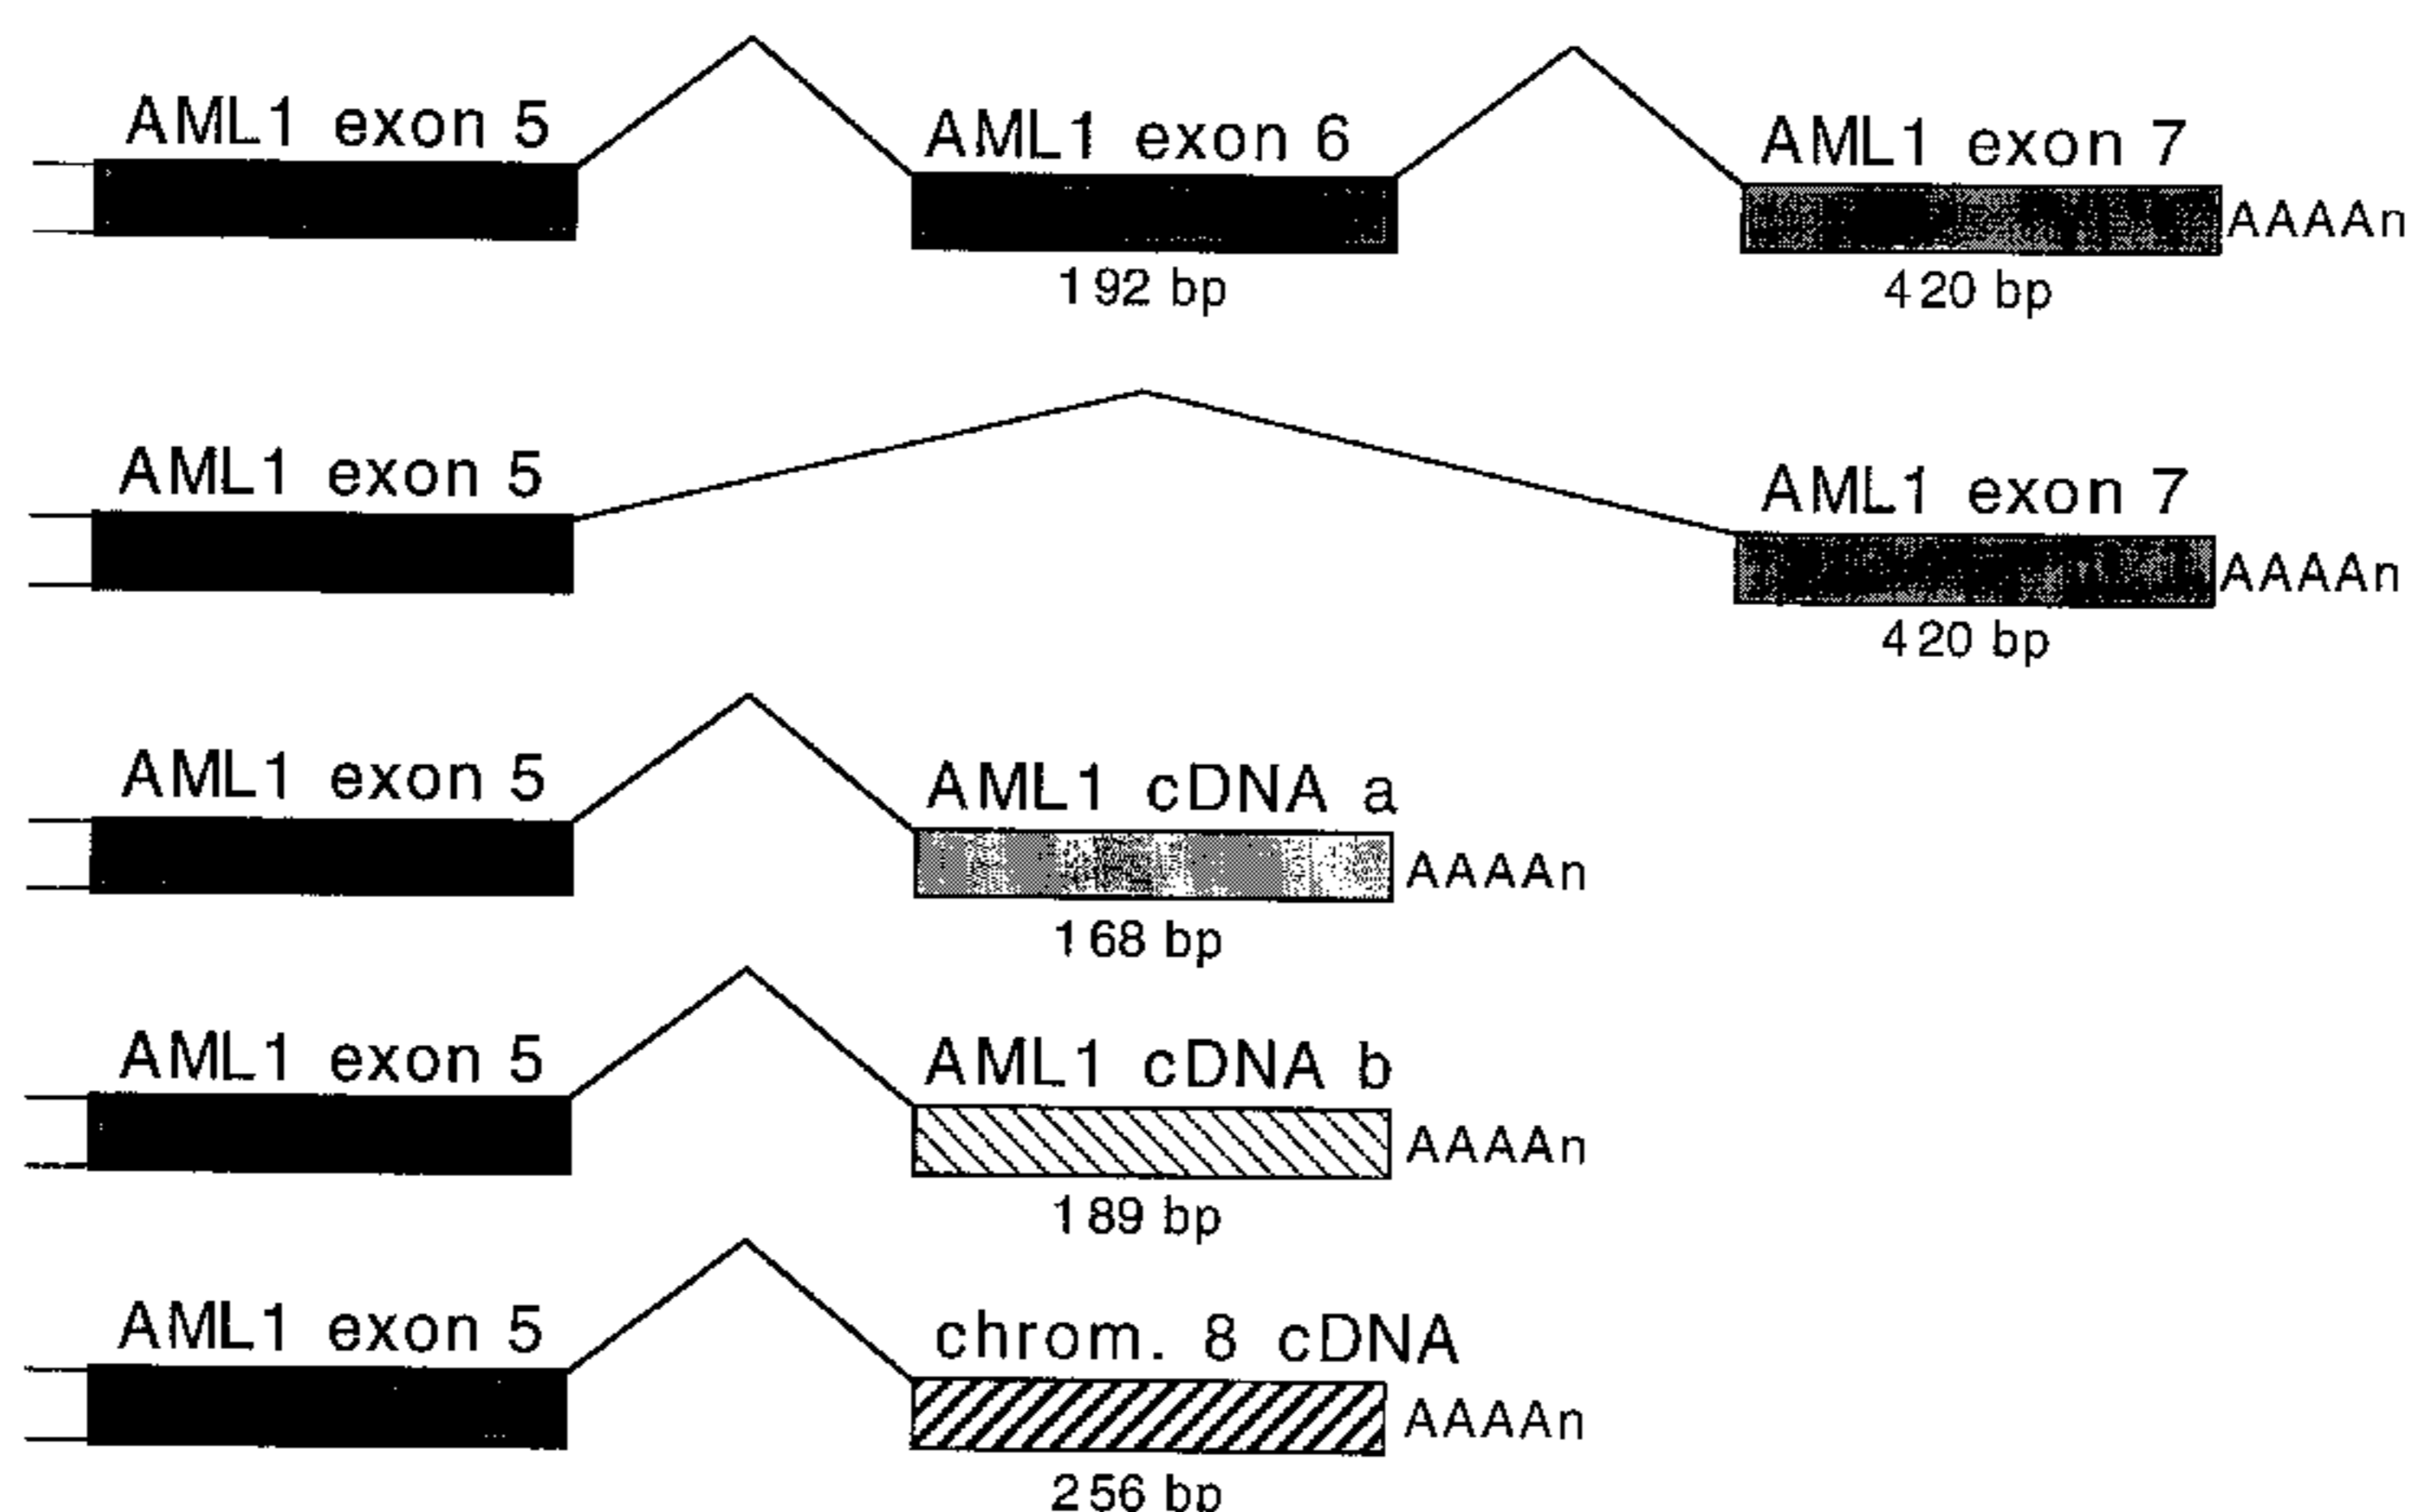 AML1 exon 5 AML1 exon 6 AML1 exon 7
AAAAn
192 bp 420 bp
AML1 exon 5 AML1 exon 7
AAAAn
420 bp
AML1 exon 5 AML1 cDNA a
AAAAn
168 bp
AML1 exon 5 AML1 cDNA b
AAAAn
189 bp
AML1 exon 5 chrom. 8 cDNA
AAAAn
256 bp